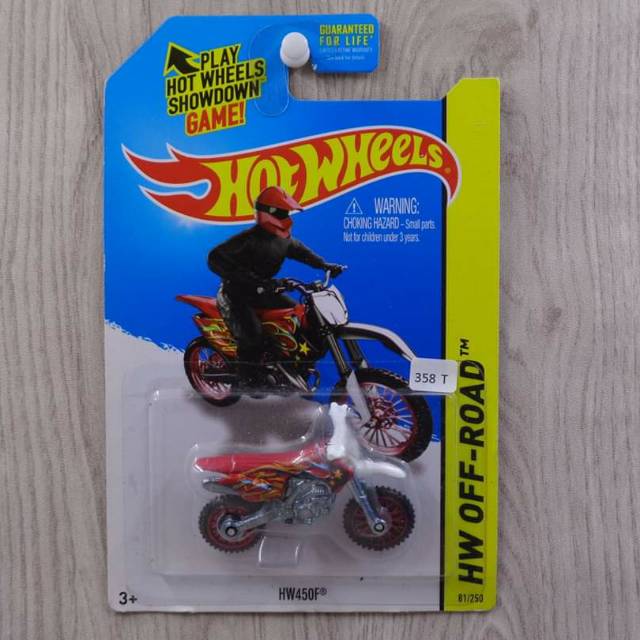 PLAY
HOT WHEELS
SHOWDOWN™
GAME!
GUARANTEED
FOR LIFE*
HOT WHEELS®
WARNING:
CHOKING HAZARD – Small parts.
Not for children under 3 years.
358 T
HW OFF-ROAD™
3+
HW450F®
81/250